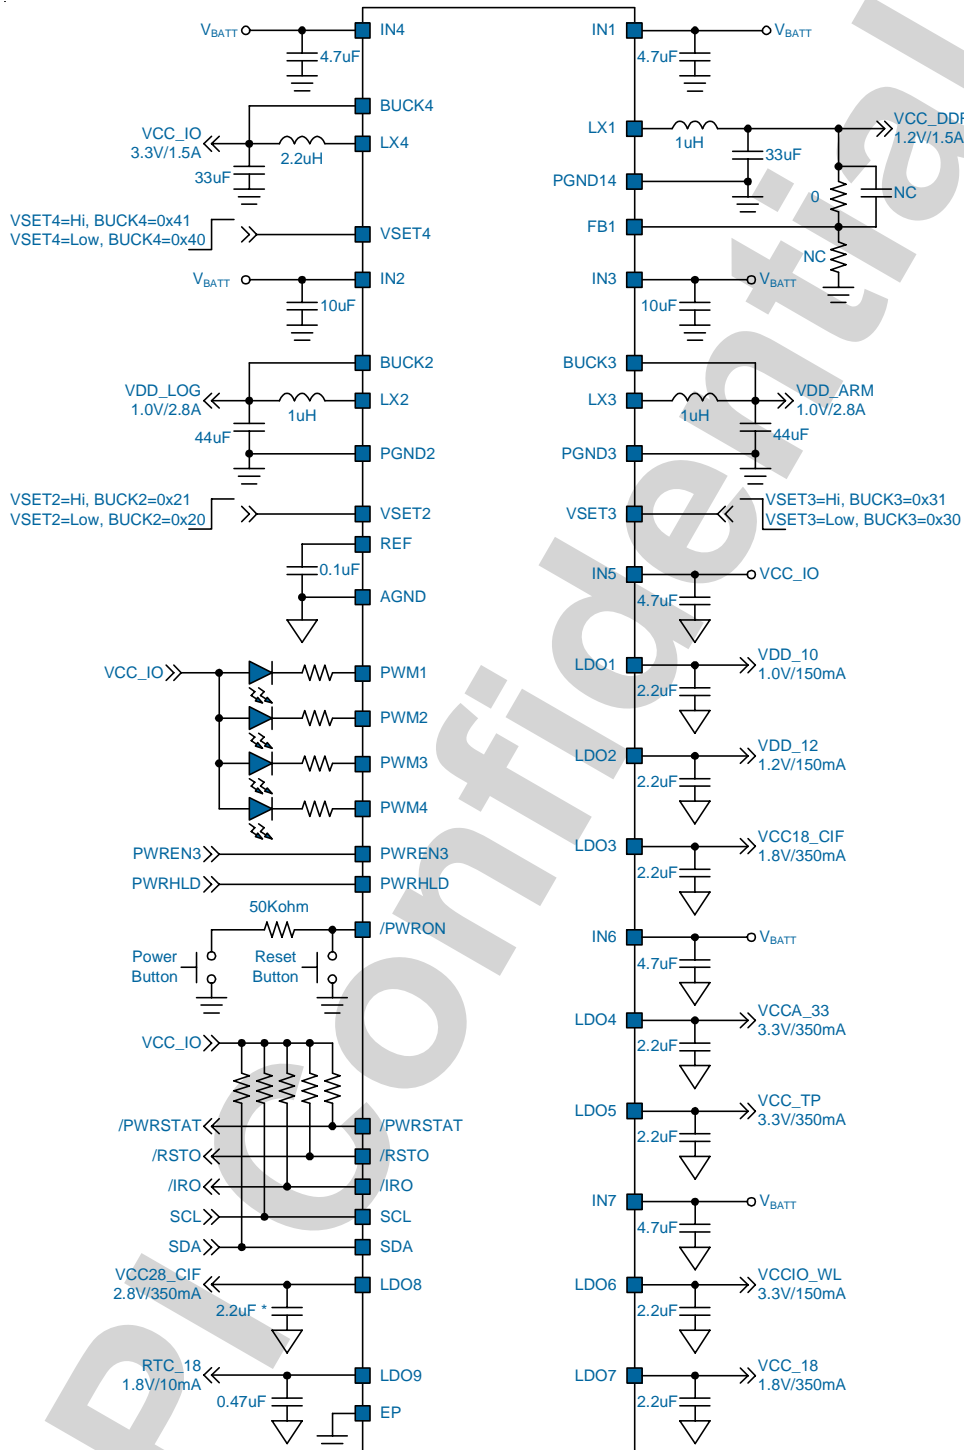 V_BATT
IN4
IN1
V_BATT
4.7uF
4.7uF
BUCK4
VCC_IO
3.3V/1.5A
LX4
2.2uH
33uF
LX1
1uH
VCC_DDR
1.2V/1.5A
33uF
PGND14
0
NC
VSET4=Hi, BUCK4=0x41
VSET4=Low, BUCK4=0x40
VSET4
FB1
NC
V_BATT
IN2
IN3
V_BATT
10uF
10uF
BUCK2
BUCK3
VDD_LOG
1.0V/2.8A
LX2
1uH
44uF
LX3
1uH
VDD_ARM
1.0V/2.8A
44uF
PGND2
PGND3
VSET2=Hi, BUCK2=0x21
VSET2=Low, BUCK2=0x20
VSET2
VSET3
VSET3=Hi, BUCK3=0x31
VSET3=Low, BUCK3=0x30
REF
0.1uF
AGND
IN5
VCC_IO
4.7uF
VCC_IO
PWM1
PWM2
PWM3
PWM4
LDO1
VDD_10
1.0V/150mA
2.2uF
LDO2
VDD_12
1.2V/150mA
2.2uF
PWREN3
PWREN3
PWRHLD
PWRHLD
LDO3
VCC18_CIF
1.8V/350mA
2.2uF
50Kohm
/PWRON
Power
Button
Reset
Button
IN6
V_BATT
4.7uF
LDO4
VCCA_33
3.3V/350mA
2.2uF
VCC_IO
/PWRSTAT
/PWRSTAT
/RSTO
/RSTO
/IRO
/IRO
SCL
SCL
SDA
SDA
LDO5
VCC_TP
3.3V/350mA
2.2uF
IN7
V_BATT
4.7uF
VCC28_CIF
2.8V/350mA
LDO8
2.2uF *
LDO6
VCCIO_WL
3.3V/150mA
2.2uF
RTC_18
1.8V/10mA
LDO9
0.47uF
EP
LDO7
VCC_18
1.8V/350mA
2.2uF
PI Confidential